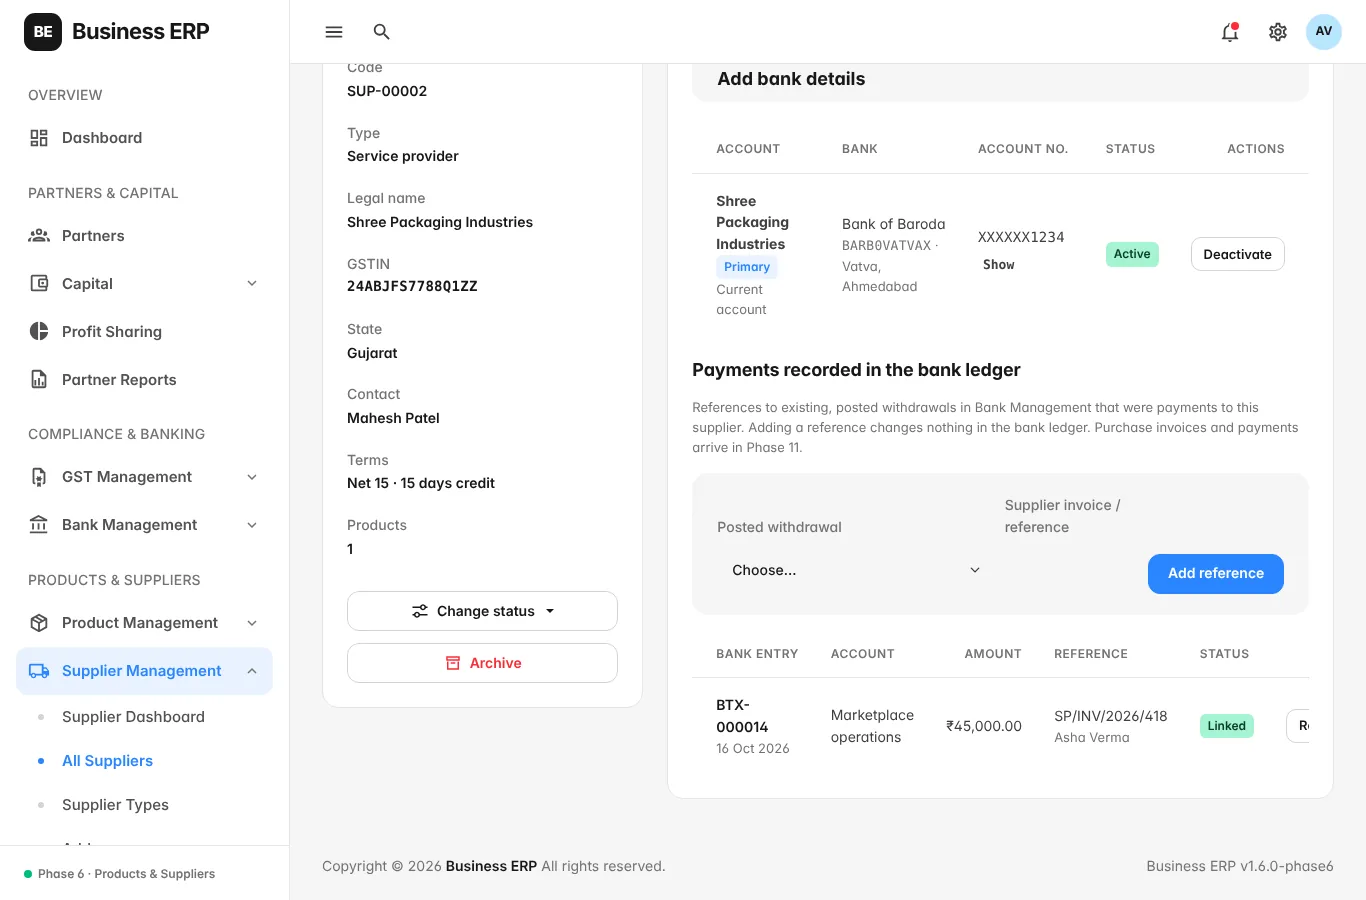 BE Business ERP
AV
OVERVIEW
Dashboard
PARTNERS & CAPITAL
Partners
Capital
Profit Sharing
Partner Reports
COMPLIANCE & BANKING
GST Management
Bank Management
PRODUCTS & SUPPLIERS
Product Management
Supplier Management
Supplier Dashboard
All Suppliers
Supplier Types
Phase 6 · Products & Suppliers
Code
SUP-00002
Type
Service provider
Legal name
Shree Packaging Industries
GSTIN
24ABJFS7788Q1ZZ
State
Gujarat
Contact
Mahesh Patel
Terms
Net 15 · 15 days credit
Products
1
Change status
Archive
Add bank details
ACCOUNT BANK ACCOUNT NO. STATUS ACTIONS
Shree
Packaging
Industries
Primary
Current
account
Bank of Baroda
BARB0VATVAX ·
Vatva,
Ahmedabad
XXXXXX1234
Show
Active
Deactivate
Payments recorded in the bank ledger
References to existing, posted withdrawals in Bank Management that were payments to this
supplier. Adding a reference changes nothing in the bank ledger. Purchase invoices and payments
arrive in Phase 11.
Posted withdrawal
Choose...
Supplier invoice /
reference
Add reference
BANK ENTRY ACCOUNT AMOUNT REFERENCE STATUS
BTX-
000014
16 Oct 2026
Marketplace
operations
₹45,000.00
SP/INV/2026/418
Asha Verma
Linked
Copyright © 2026 Business ERP All rights reserved.
Business ERP v1.6.0-phase6